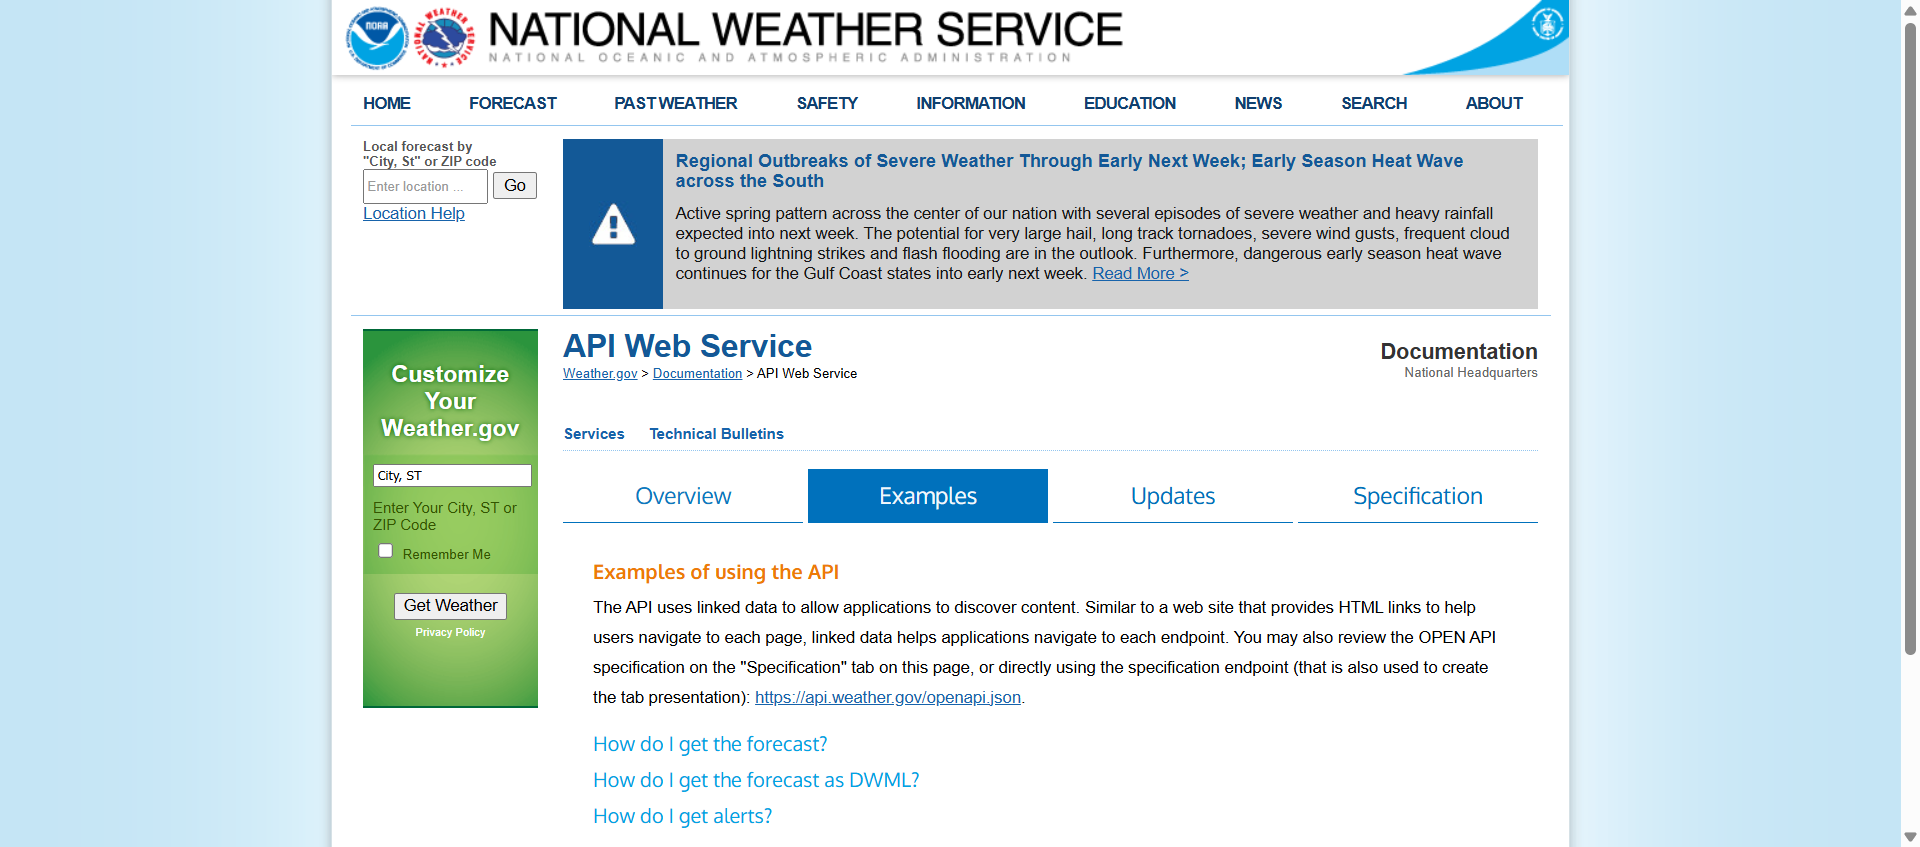 NATIONAL WEATHER SERVICE
NATIONAL OCEANIC AND ATMOSPHERIC ADMINISTRATION
HOME FORECAST PAST WEATHER SAFETY INFORMATION EDUCATION NEWS SEARCH ABOUT
Local forecast by
"City, St" or ZIP code
Enter location ... Go
Location Help
Regional Outbreaks of Severe Weather Through Early Next Week; Early Season Heat Wave
across the South
Active spring pattern across the center of our nation with several episodes of severe weather and heavy rainfall
expected into next week. The potential for very large hail, long track tornadoes, severe wind gusts, frequent cloud
to ground lightning strikes and flash flooding are in the outlook. Furthermore, dangerous early season heat wave
continues for the Gulf Coast states into early next week. Read More >
Customize
Your
Weather.gov
City, ST
Enter Your City, ST or
ZIP Code
Remember Me
Get Weather
Privacy Policy
API Web Service
Weather.gov > Documentation > API Web Service
Documentation
National Headquarters
Services Technical Bulletins
Overview Examples Updates Specification
Examples of using the API
The API uses linked data to allow applications to discover content. Similar to a web site that provides HTML links to help
users navigate to each page, linked data helps applications navigate to each endpoint. You may also review the OPEN API
specification on the "Specification" tab on this page, or directly using the specification endpoint (that is also used to create
the tab presentation): https://api.weather.gov/openapi.json.
How do I get the forecast?
How do I get the forecast as DWML?
How do I get alerts?